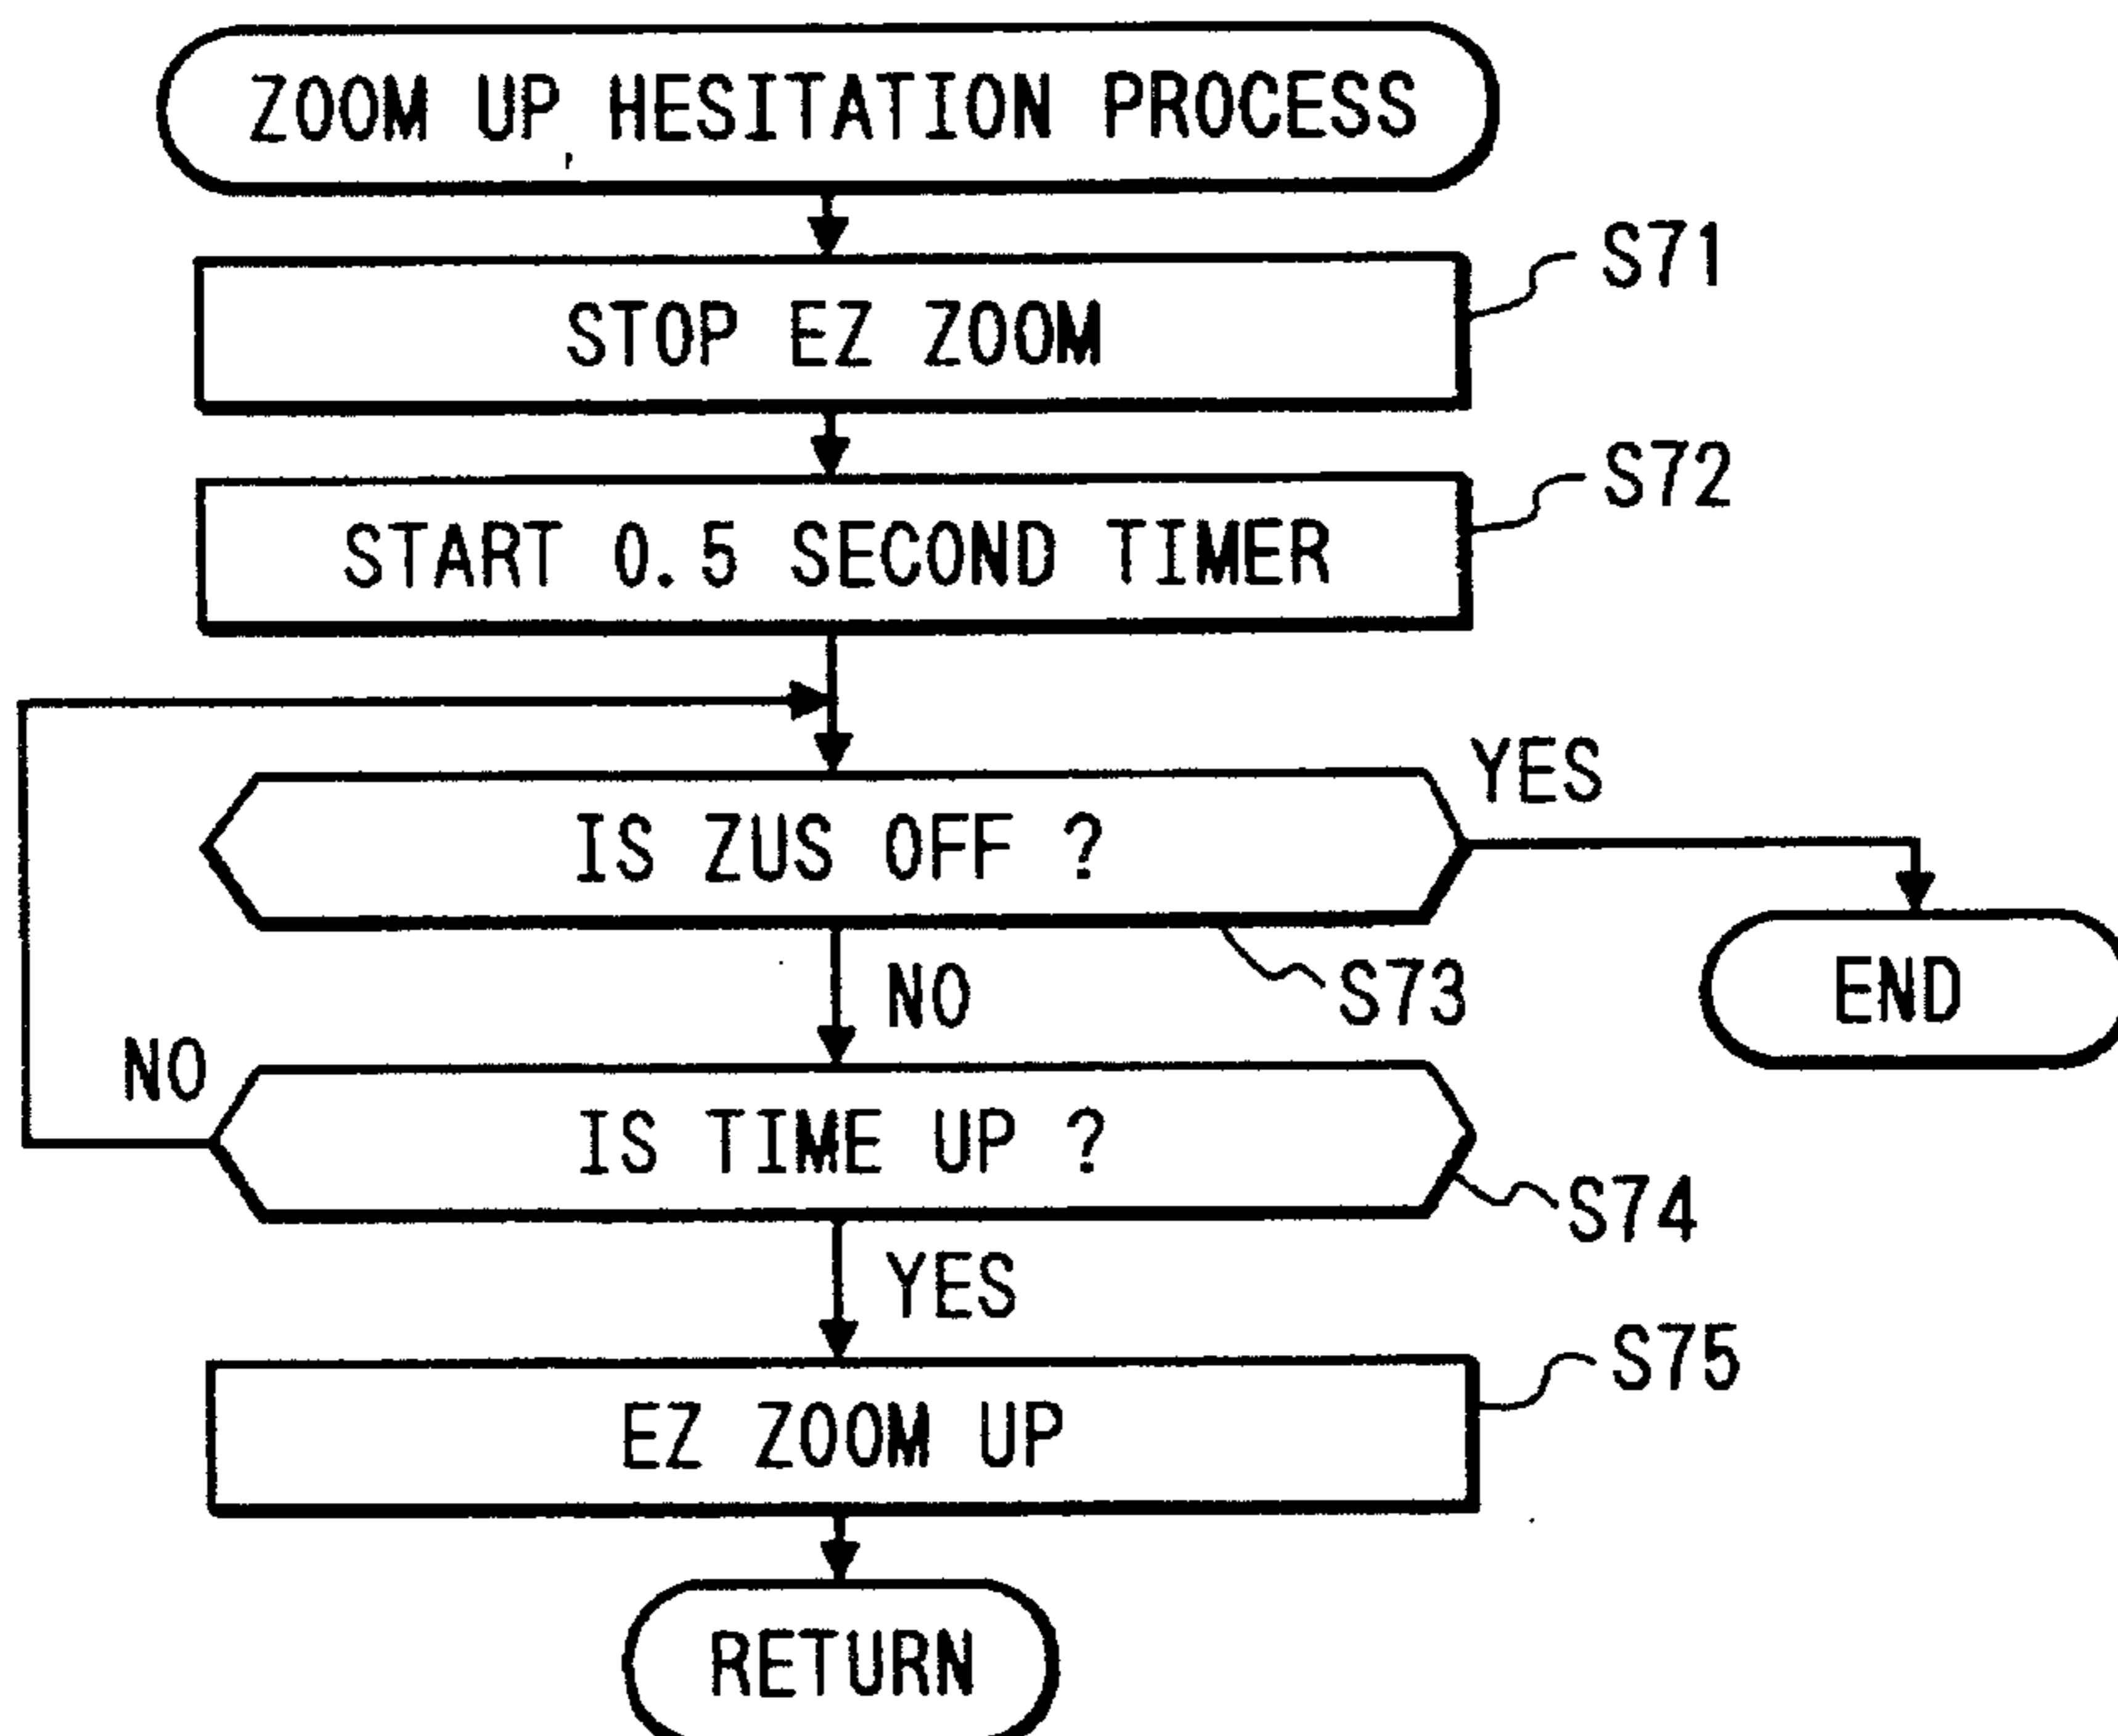 ZOOM UP HESITATION PROCESS
STOP EZ ZOOM
S71
START 0.5 SECOND TIMER
S72
IS ZUS OFF ?
YES
S73
END
NO
IS TIME UP ?
NO
S74
YES
EZ ZOOM UP
S75
RETURN